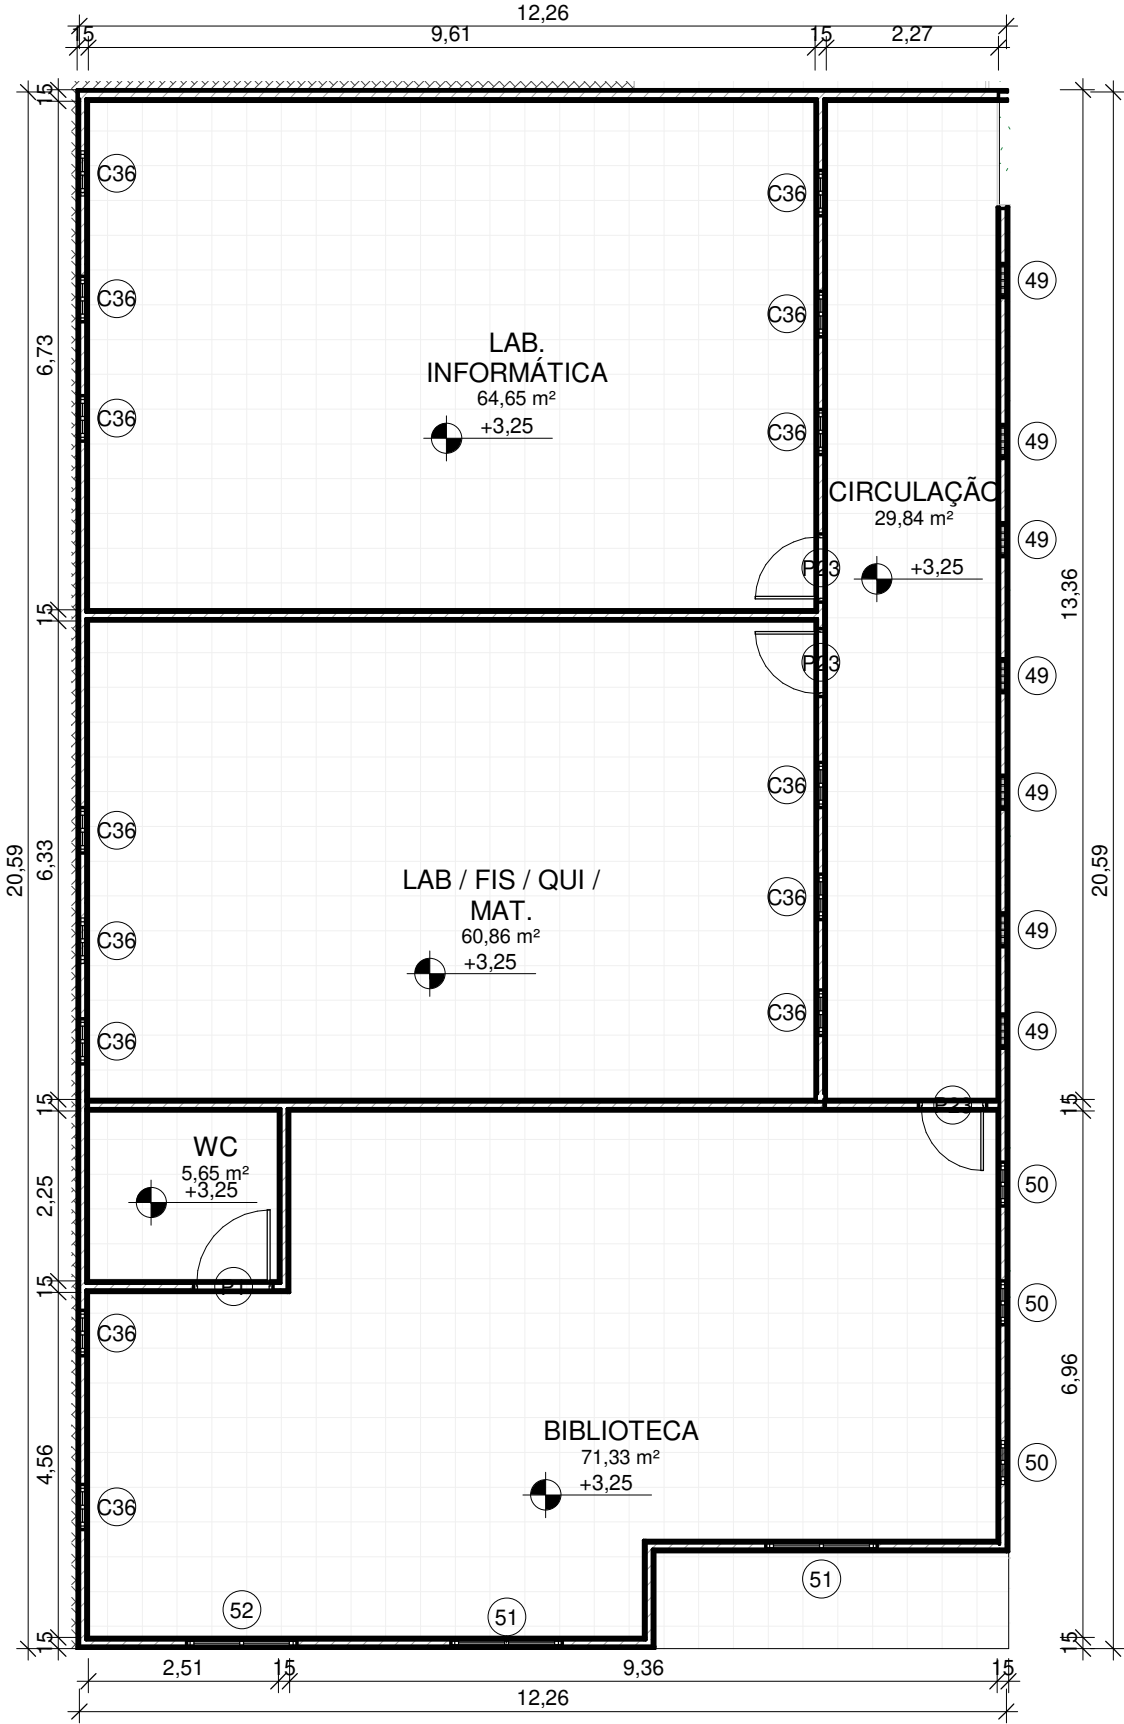 12,26
15
9,61
15
2,27
15
C36
C36
C36
49
C36
C36
6,73
LAB.
INFORMÁTICA
64,65 m²
+3,25
C36
C36
49
CIRCULAÇÃO
29,84 m²
+3,25
49
P23
13,36
15
P23
49
C36
49
C36
20,59
6,33
20,59
LAB / FIS / QUI /
MAT.
60,86 m²
+3,25
C36
49
C36
C36
C36
49
15
P23
15
WC
5,65 m²
+3,25
2,25
50
15
P1
50
C36
6,96
BIBLIOTECA
71,33 m²
+3,25
4,56
50
C36
52
51
51
15
15
2,51
15
9,36
15
12,26